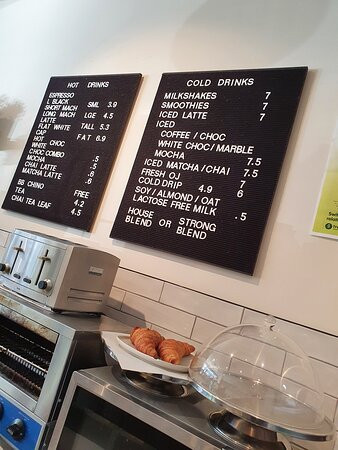 HOT DRINKS
ESPRESSO
L BLACK
SHORT MACH SML 3.9
LONG MACH
LATTE LGE 4.5
FLAT WHITE TALL 5.3
CAP
HOT FAT 6.9
WHITE CHOC
CHOC COMBO
MOCHA .5
CHAI LATTE .5
MATCHA LATTE .6
.6
BB CHINO FREE
TEA 4.2
CHAI TEA LEAF 4.5
COLD DRINKS
MILKSHAKES 7
SMOOTHIES 7
ICED LATTE 7
ICED
COFFEE / CHOC
WHITE CHOC/ MARBLE
MOCHA 7.5
ICED MATCHA/CHAI 7.5
FRESH OJ 7
COLD DRIP 4.9 6
SOY / ALMOND / OAT
LACTOSE FREE MILK .5
HOUSE OR STRONG
BLEND BLEND